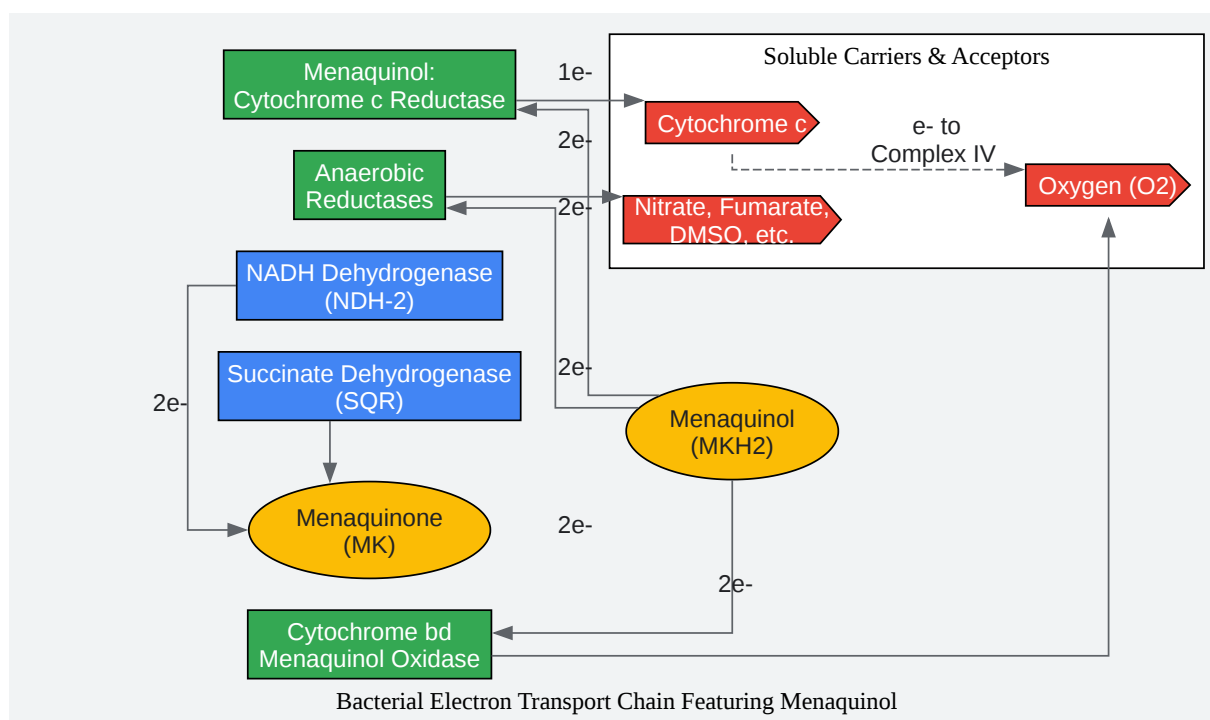 Soluble Carriers & Acceptors
Menaquinol:
Cytochrome c Reductase
1e-
Cytochrome c
e- to
Complex IV
2e-
Anaerobic
Reductases
Oxygen (O2)
2e-
Nitrate, Fumarate,
DMSO, etc.
NADH Dehydrogenase
(NDH-2)
Succinate Dehydrogenase
(SQR)
2e-
2e-
Menaquinol
(MKH2)
Menaquinone
(MK)
2e-
2e-
Cytochrome bd
Menaquinol Oxidase
Bacterial Electron Transport Chain Featuring Menaquinol